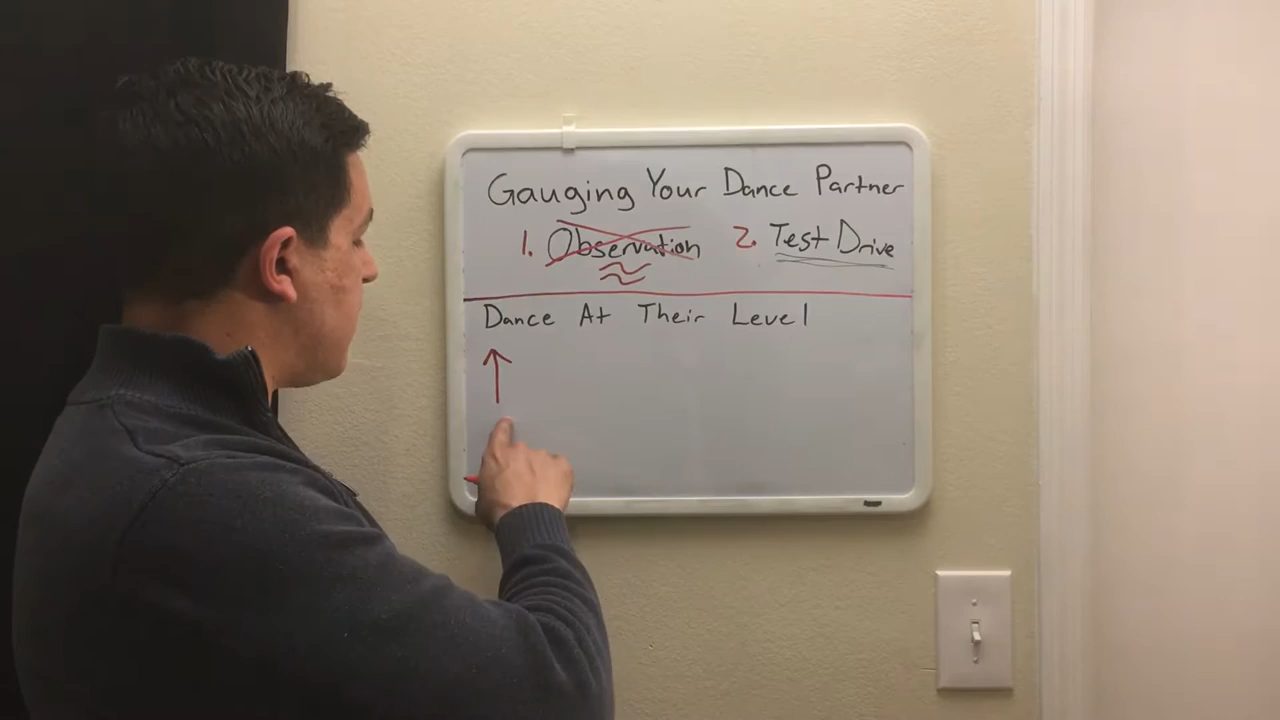 Gauging Your Dance Partner
1. Observation 2. Test Drive
Dance At Their Level